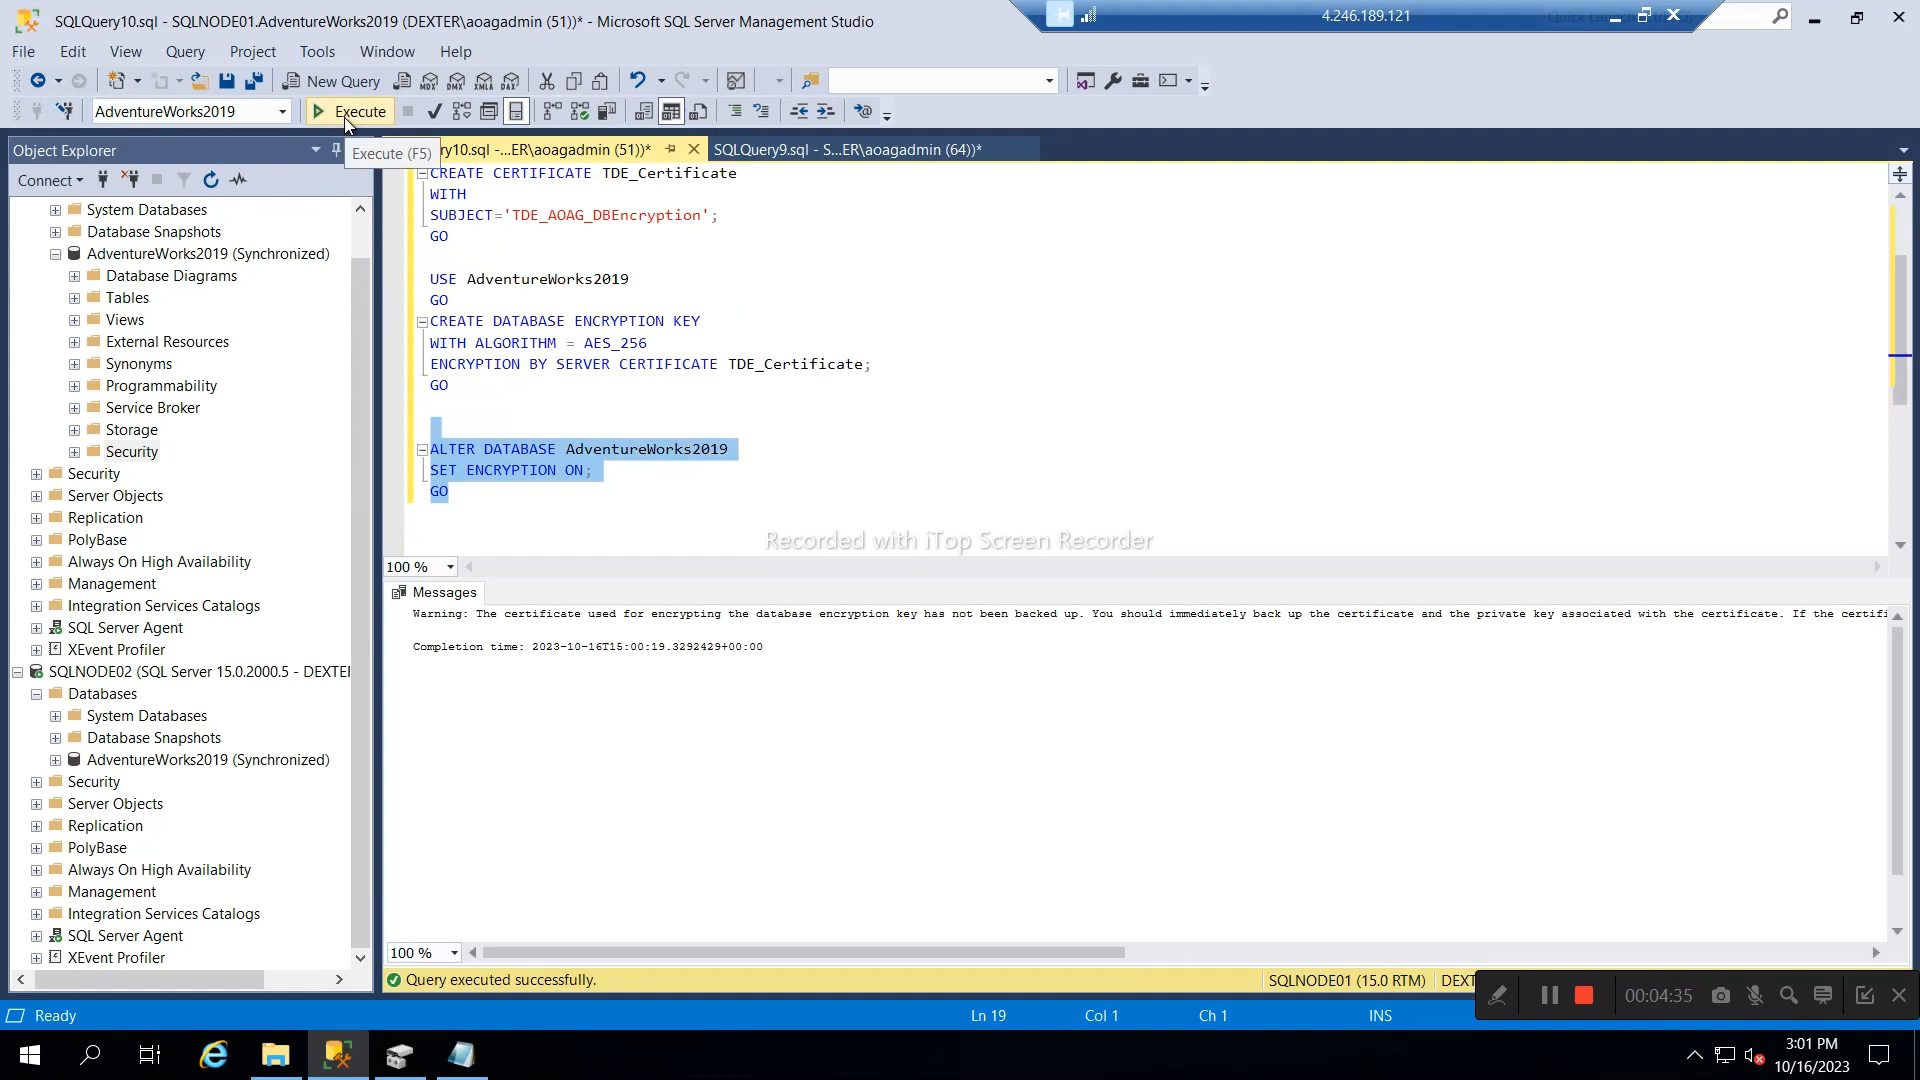 SQLQuery10.sql - SQLNODE01.AdventureWorks2019 (DEXTER\aoagadmin (51))* - Microsoft SQL Server Management Studio
4.246.189.121
File Edit View Query Project Tools Window Help
New Query
AdventureWorks2019
Execute
Execute (F5)
Object Explorer
ry10.sql -...ER\aoagadmin (51))*
SQLQuery9.sql - S...ER\aoagadmin (64))*
Connect
System Databases
Database Snapshots
AdventureWorks2019 (Synchronized)
Database Diagrams
Tables
Views
External Resources
Synonyms
Programmability
Service Broker
Storage
Security
Security
Server Objects
Replication
PolyBase
Always On High Availability
Management
Integration Services Catalogs
SQL Server Agent
XEvent Profiler
SQLNODE02 (SQL Server 15.0.2000.5 - DEXTE
Databases
System Databases
Database Snapshots
AdventureWorks2019 (Synchronized)
Security
Server Objects
Replication
PolyBase
Always On High Availability
Management
Integration Services Catalogs
SQL Server Agent
XEvent Profiler
CREATE CERTIFICATE TDE_Certificate
WITH
SUBJECT='TDE_AOAG_DBEncryption';
GO
USE AdventureWorks2019
GO
CREATE DATABASE ENCRYPTION KEY
WITH ALGORITHM = AES_256
ENCRYPTION BY SERVER CERTIFICATE TDE_Certificate;
GO
ALTER DATABASE AdventureWorks2019
SET ENCRYPTION ON;
GO
Recorded with iTop Screen Recorder
100 %
Messages
Warning: The certificate used for encrypting the database encryption key has not been backed up. You should immediately back up the certificate and the private key associated with the certificate. If the certifi
Completion time: 2023-10-16T15:00:19.3292429+00:00
100 %
Query executed successfully.
SQLNODE01 (15.0 RTM)
DEXT
00:04:35
Ready
Ln 19
Col 1
Ch 1
INS
3:01 PM
10/16/2023